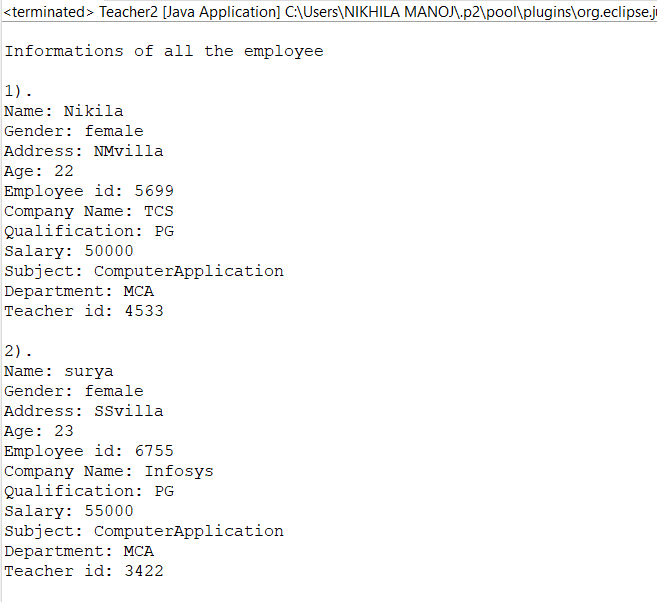 <terminated> Teacher2 [Java Application] C:\Users\NIKHILA MANOJ\.p2\pool\plugins\org.eclipse.ju
Informations of all the employee
1).
Name: Nikila
Gender: female
Address: NMvilla
Age: 22
Employee id: 5699
Company Name: TCS
Qualification: PG
Salary: 50000
Subject: ComputerApplication
Department: MCA
Teacher id: 4533
2).
Name: surya
Gender: female
Address: SSvilla
Age: 23
Employee id: 6755
Company Name: Infosys
Qualification: PG
Salary: 55000
Subject: ComputerApplication
Department: MCA
Teacher id: 3422